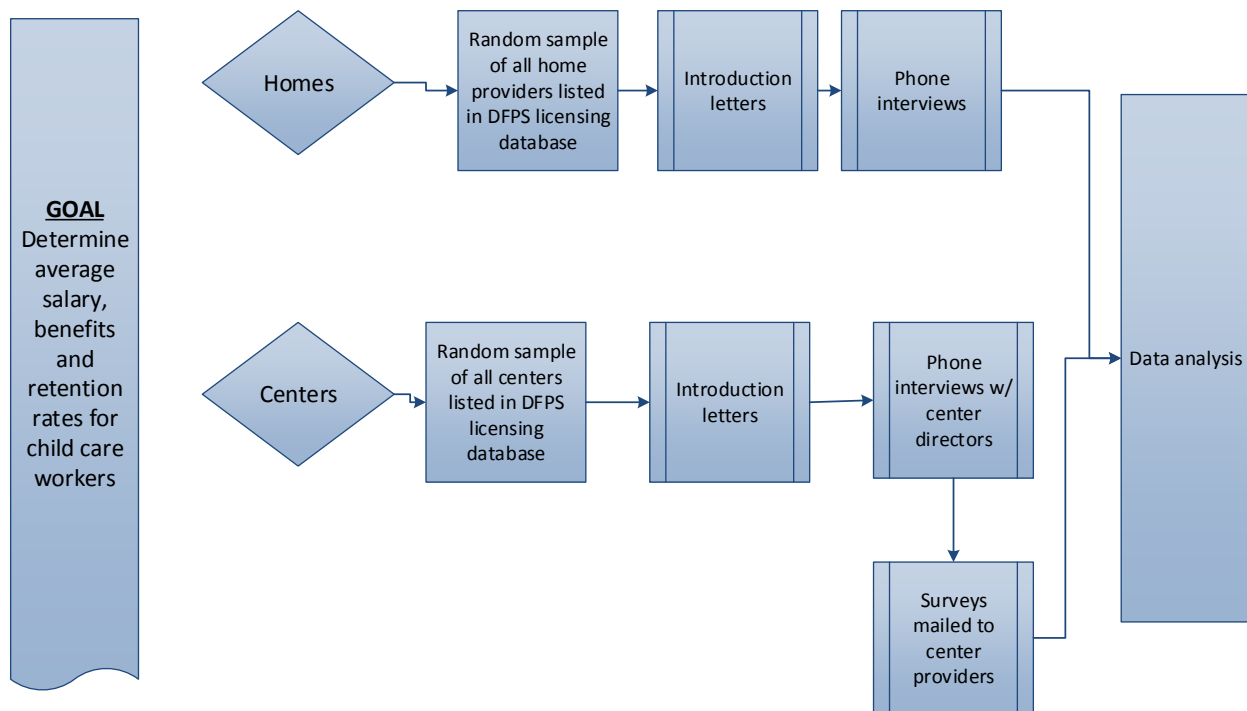 GOAL
Determine
average
salary,
benefits
and
retention
rates for
child care
workers
Homes
Random sample
of all home
providers listed
in DFPS licensing
database
Introduction
letters
Phone
interviews
Centers
Random sample
of all centers
listed in DFPS
licensing
database
Introduction
letters
Phone
interviews w/
center
directors
Surveys
mailed to
center
providers
Data analysis